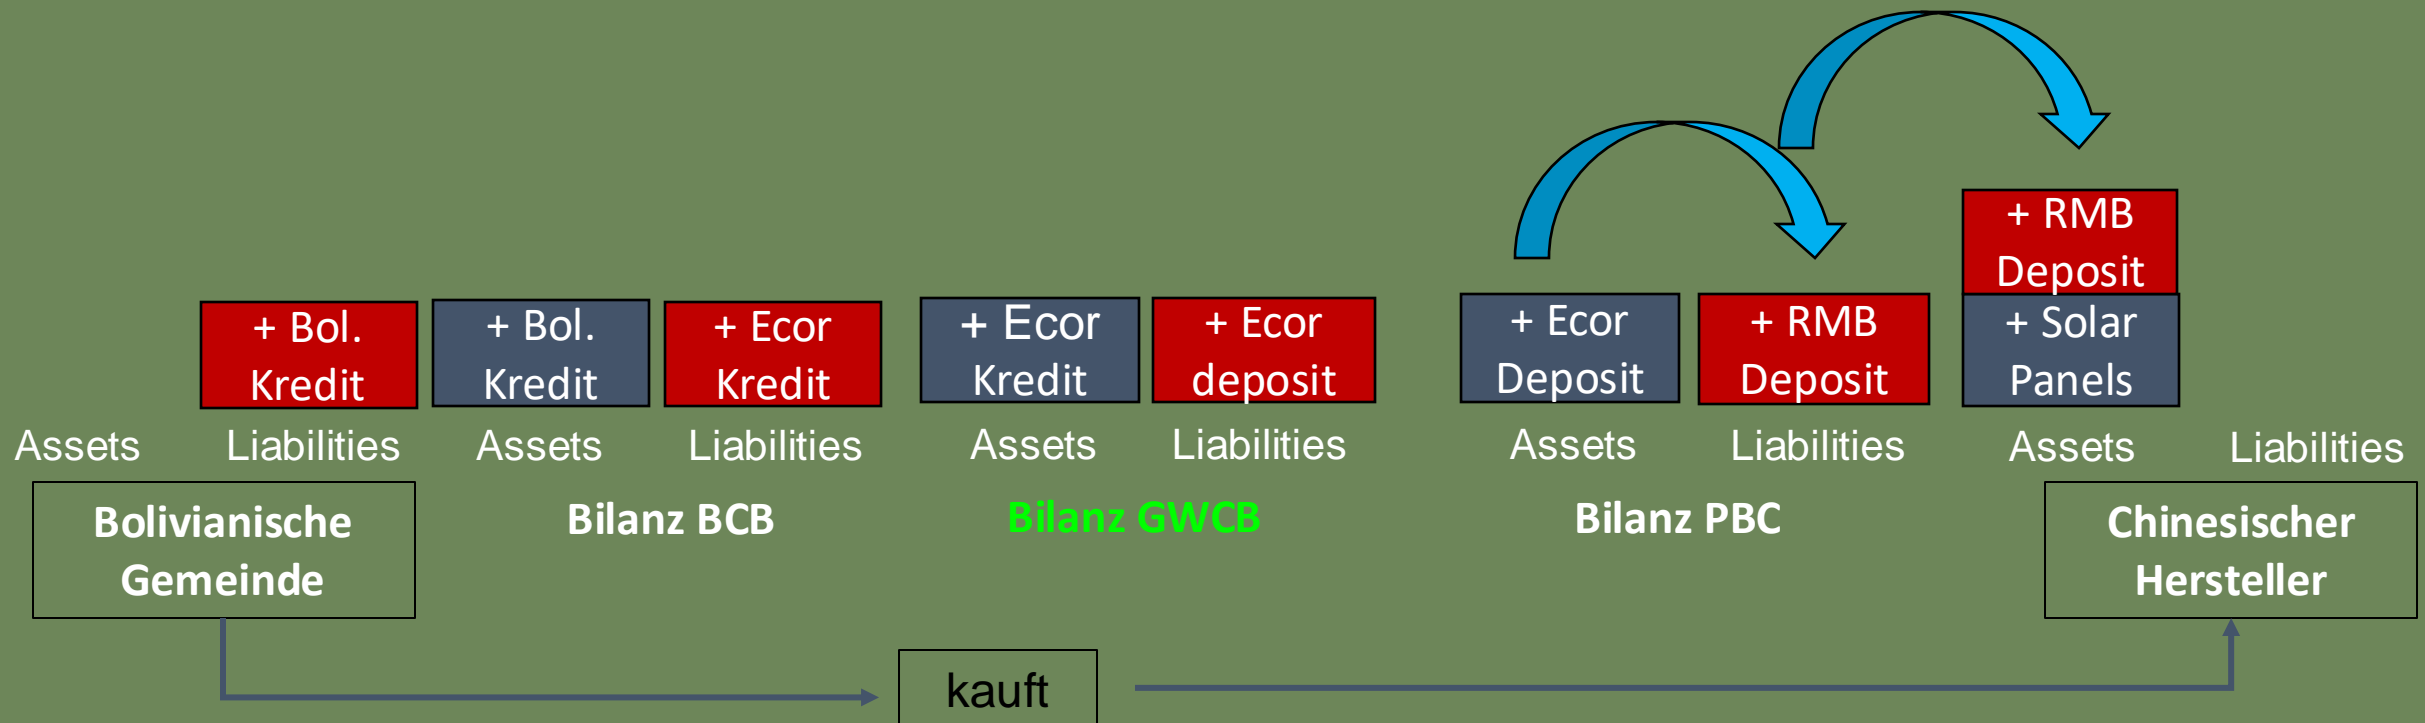 + RMB
Deposit
+ Bol.
Kredit
+ Bol.
Kredit
+ Ecor
Kredit
+ Ecor
Kredit
+ Ecor
deposit
+ Ecor
Deposit
+ RMB
Deposit
+ Solar
Panels
Assets
Liabilities
Assets
Liabilities
Assets
Liabilities
Assets
Liabilities
Assets
Liabilities
Bolivianische
Gemeinde
Bilanz BCB
Bilanz GWCB
Bilanz PBC
Chinesischer
Hersteller
kauft